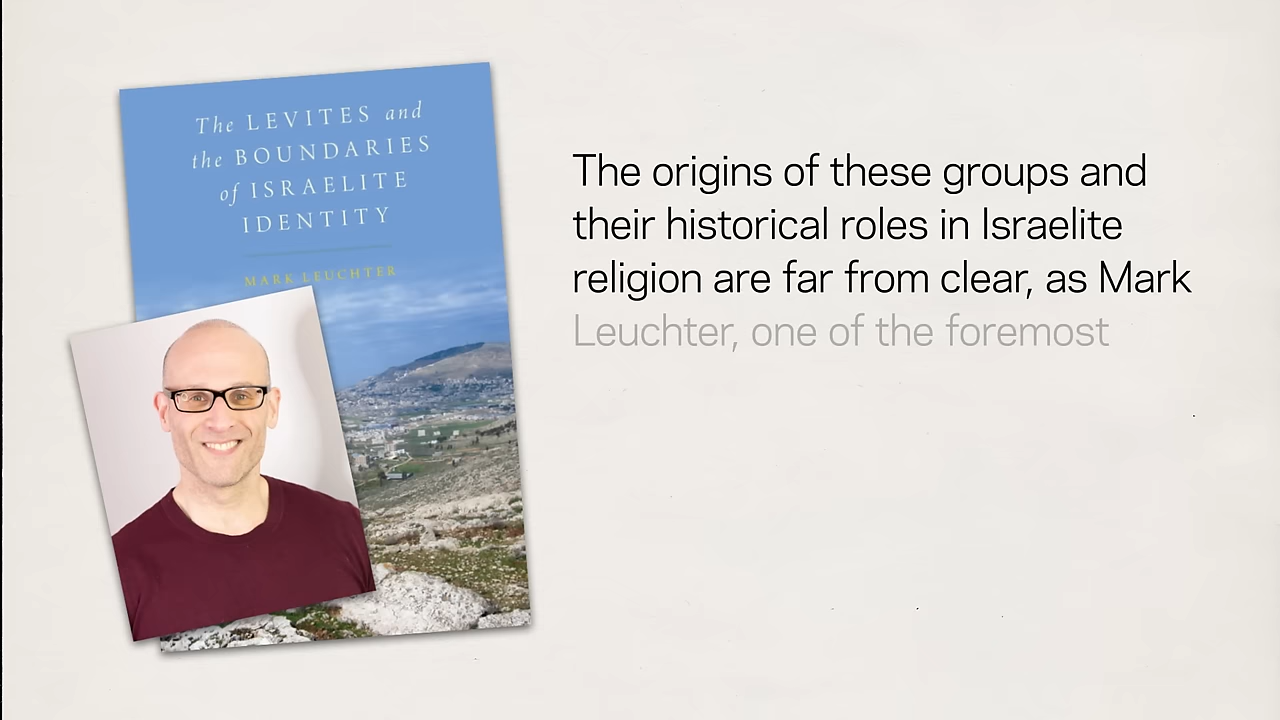 The LEVITES and
the BOUNDARIES
of ISRAELITE
IDENTITY
MARK LEUCHTER
The origins of these groups and
their historical roles in Israelite
religion are far from clear, as Mark
Leuchter, one of the foremost